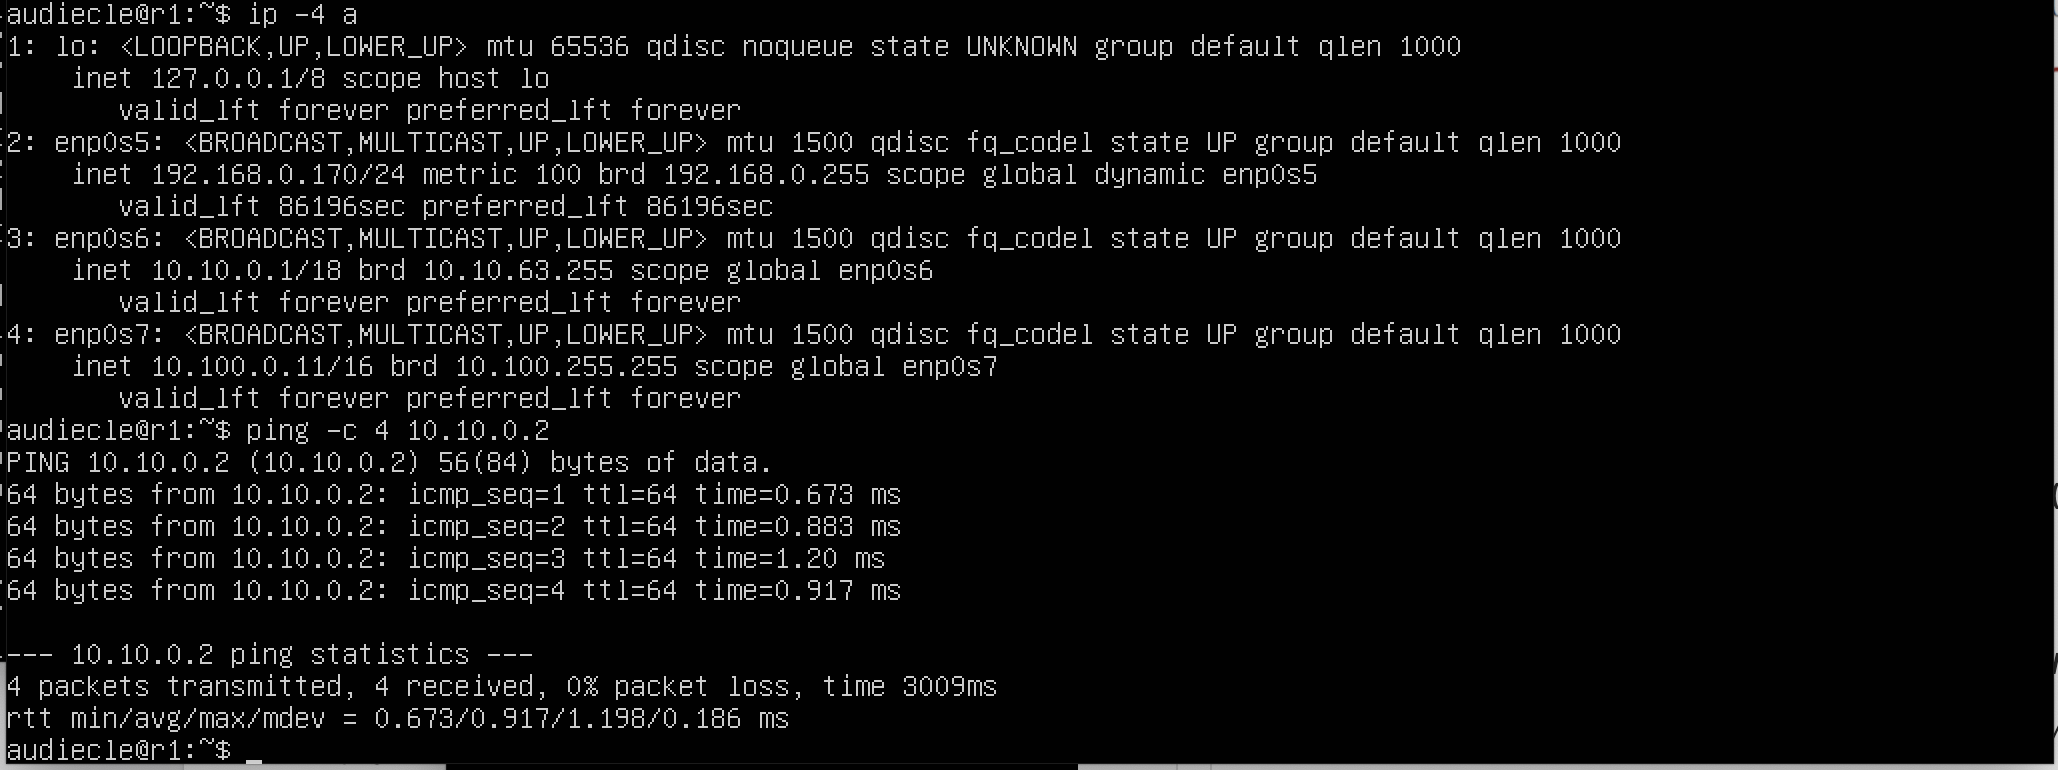 audiecle@r1:~$ ip -4 a
1: lo: <LOOPBACK,UP,LOWER_UP> mtu 65536 qdisc noqueue state UNKNOWN group default qlen 1000
    inet 127.0.0.1/8 scope host lo
       valid_lft forever preferred_lft forever
2: enp0s5: <BROADCAST,MULTICAST,UP,LOWER_UP> mtu 1500 qdisc fq_codel state UP group default qlen 1000
    inet 192.168.0.170/24 metric 100 brd 192.168.0.255 scope global dynamic enp0s5
       valid_lft 86196sec preferred_lft 86196sec
3: enp0s6: <BROADCAST,MULTICAST,UP,LOWER_UP> mtu 1500 qdisc fq_codel state UP group default qlen 1000
    inet 10.10.0.1/18 brd 10.10.63.255 scope global enp0s6
       valid_lft forever preferred_lft forever
4: enp0s7: <BROADCAST,MULTICAST,UP,LOWER_UP> mtu 1500 qdisc fq_codel state UP group default qlen 1000
    inet 10.100.0.11/16 brd 10.100.255.255 scope global enp0s7
       valid_lft forever preferred_lft forever
audiecle@r1:~$ ping -c 4 10.10.0.2
PING 10.10.0.2 (10.10.0.2) 56(84) bytes of data.
64 bytes from 10.10.0.2: icmp_seq=1 ttl=64 time=0.673 ms
64 bytes from 10.10.0.2: icmp_seq=2 ttl=64 time=0.883 ms
64 bytes from 10.10.0.2: icmp_seq=3 ttl=64 time=1.20 ms
64 bytes from 10.10.0.2: icmp_seq=4 ttl=64 time=0.917 ms

--- 10.10.0.2 ping statistics ---
4 packets transmitted, 4 received, 0% packet loss, time 3009ms
rtt min/avg/max/mdev = 0.673/0.917/1.198/0.186 ms
audiecle@r1:~$